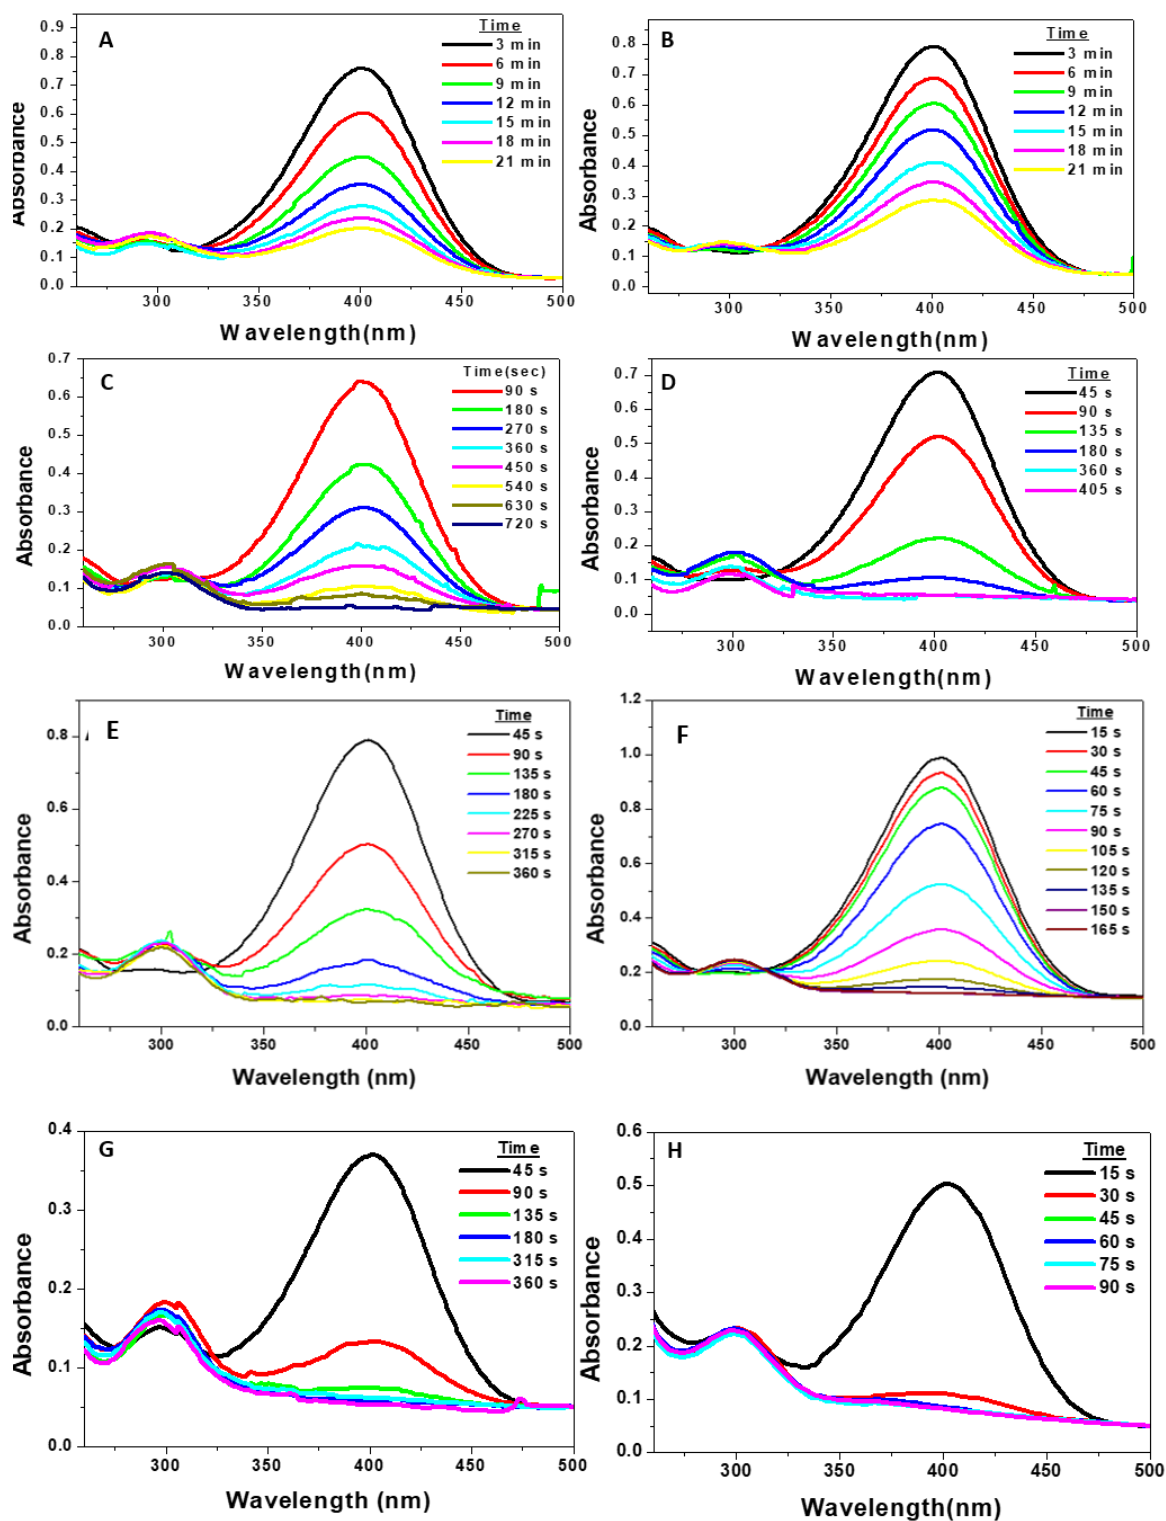 A
Time
3 min
6 min
9 min
12 min
15 min
18 min
21 min
0.9
0.8
0.7
0.6
0.5
0.4
0.3
0.2
0.1
0.0
300
350
400
450
500
Absorbance
Wavelength(nm)
B
Time
3 min
6 min
9 min
12 min
15 min
18 min
21 min
0.8
0.7
0.6
0.5
0.4
0.3
0.2
0.1
0.0
300
350
400
450
500
Absorbance
Wavelength(nm)
C
Time(sec)
90 s
180 s
270 s
360 s
450 s
540 s
630 s
720 s
0.7
0.6
0.5
0.4
0.3
0.2
0.1
0.0
300
350
400
450
500
Absorbance
Wavelength(nm)
D
Time
45 s
90 s
135 s
180 s
360 s
405 s
0.7
0.6
0.5
0.4
0.3
0.2
0.1
0.0
300
350
400
450
500
Absorbance
Wavelength(nm)
E
Time
45 s
90 s
135 s
180 s
225 s
270 s
315 s
360 s
0.8
0.6
0.4
0.2
0.0
300
350
400
450
500
Absorbance
Wavelength (nm)
F
Time
15 s
30 s
45 s
60 s
75 s
90 s
105 s
120 s
135 s
150 s
165 s
1.2
1.0
0.8
0.6
0.4
0.2
0.0
300
350
400
450
500
Absorbance
Wavelength (nm)
G
Time
45 s
90 s
135 s
180 s
315 s
360 s
0.4
0.3
0.2
0.1
0.0
300
350
400
450
500
Absorbance
Wavelength (nm)
H
Time
15 s
30 s
45 s
60 s
75 s
90 s
0.6
0.5
0.4
0.3
0.2
0.1
0.0
300
350
400
450
500
Absorbance
Wavelength(nm)